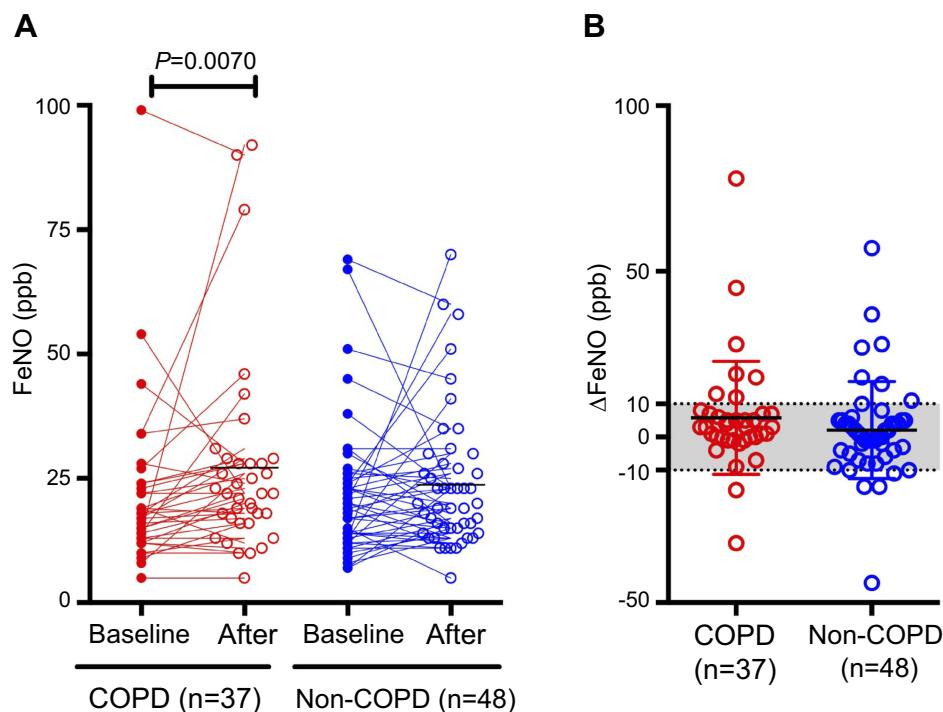 A
P=0.0070
FeNO (ppb)
100
75
50
25
0
Baseline After Baseline After
COPD (n=37) Non-COPD (n=48)
B
ΔFeNO (ppb)
100
50
10
0
-10
-50
COPD Non-COPD
(n=37) (n=48)